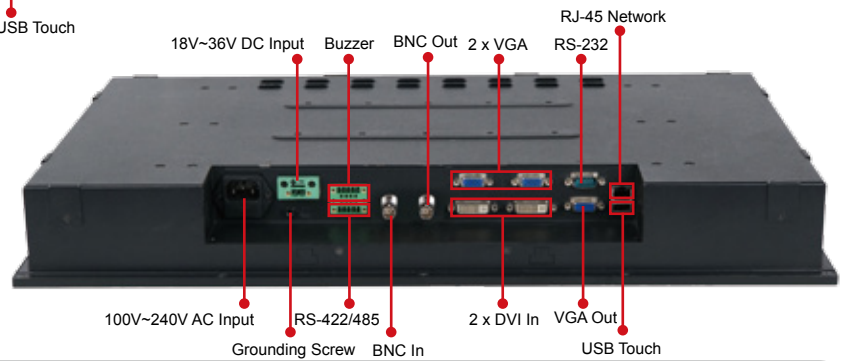 USB Touch
RJ-45 Network
18V~36V DC Input
Buzzer
BNC Out
2 x VGA
RS-232
100V~240V AC Input
RS-422/485
2 x DVI In
VGA Out
Grounding Screw
BNC In
USB Touch